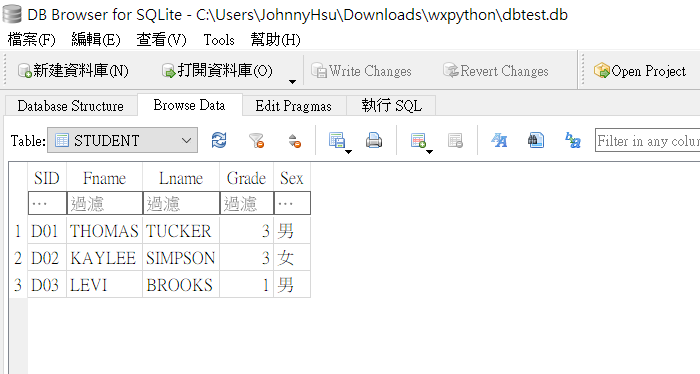 DB Browser for SQLite - C:\Users\JohnnyHsu\Downloads\wxpython\dbtest.db
檔案(F) 編輯(E) 查看(V) Tools 幫助(H)
新建資料庫(N) 打開資料庫(O) Write Changes Revert Changes Open Project
Database Structure Browse Data Edit Pragmas 執行 SQL
Table: STUDENT Filter in any colum
SID Fname Lname Grade Sex
... 過濾 過濾 過濾 ...
1 D01 THOMAS TUCKER 3 男
2 D02 KAYLEE SIMPSON 3 女
3 D03 LEVI BROOKS 1 男